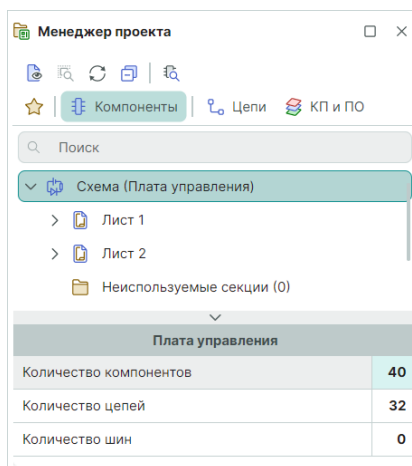 Менеджер проекта
Компоненты Цепи КП и ПО
Поиск
Схема (Плата управления)
Лист 1
Лист 2
Неиспользуемые секции (0)
Плата управления
Количество компонентов 40
Количество цепей 32
Количество шин 0